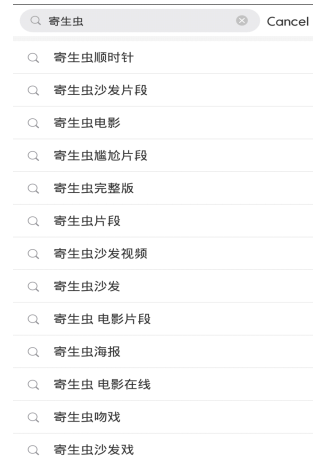 寄生虫 Cancel
寄生虫顺时针
寄生虫沙发片段
寄生虫电影
寄生虫尴尬片段
寄生虫完整版
寄生虫片段
寄生虫沙发视频
寄生虫沙发
寄生虫 电影片段
寄生虫海报
寄生虫 电影在线
寄生虫吻戏
寄生虫沙发戏